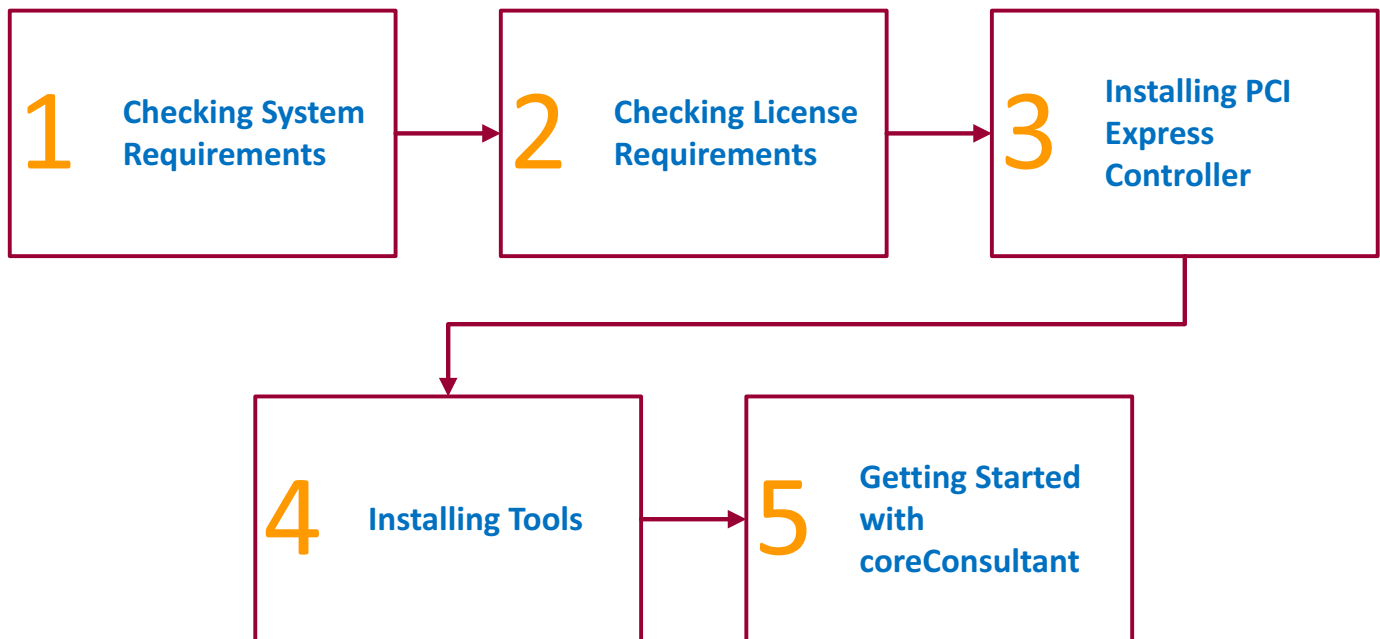 1
Checking System
Requirements
2
Checking License
Requirements
3
Installing PCI
Express
Controller
4
Installing Tools
5
Getting Started
with
coreConsultant